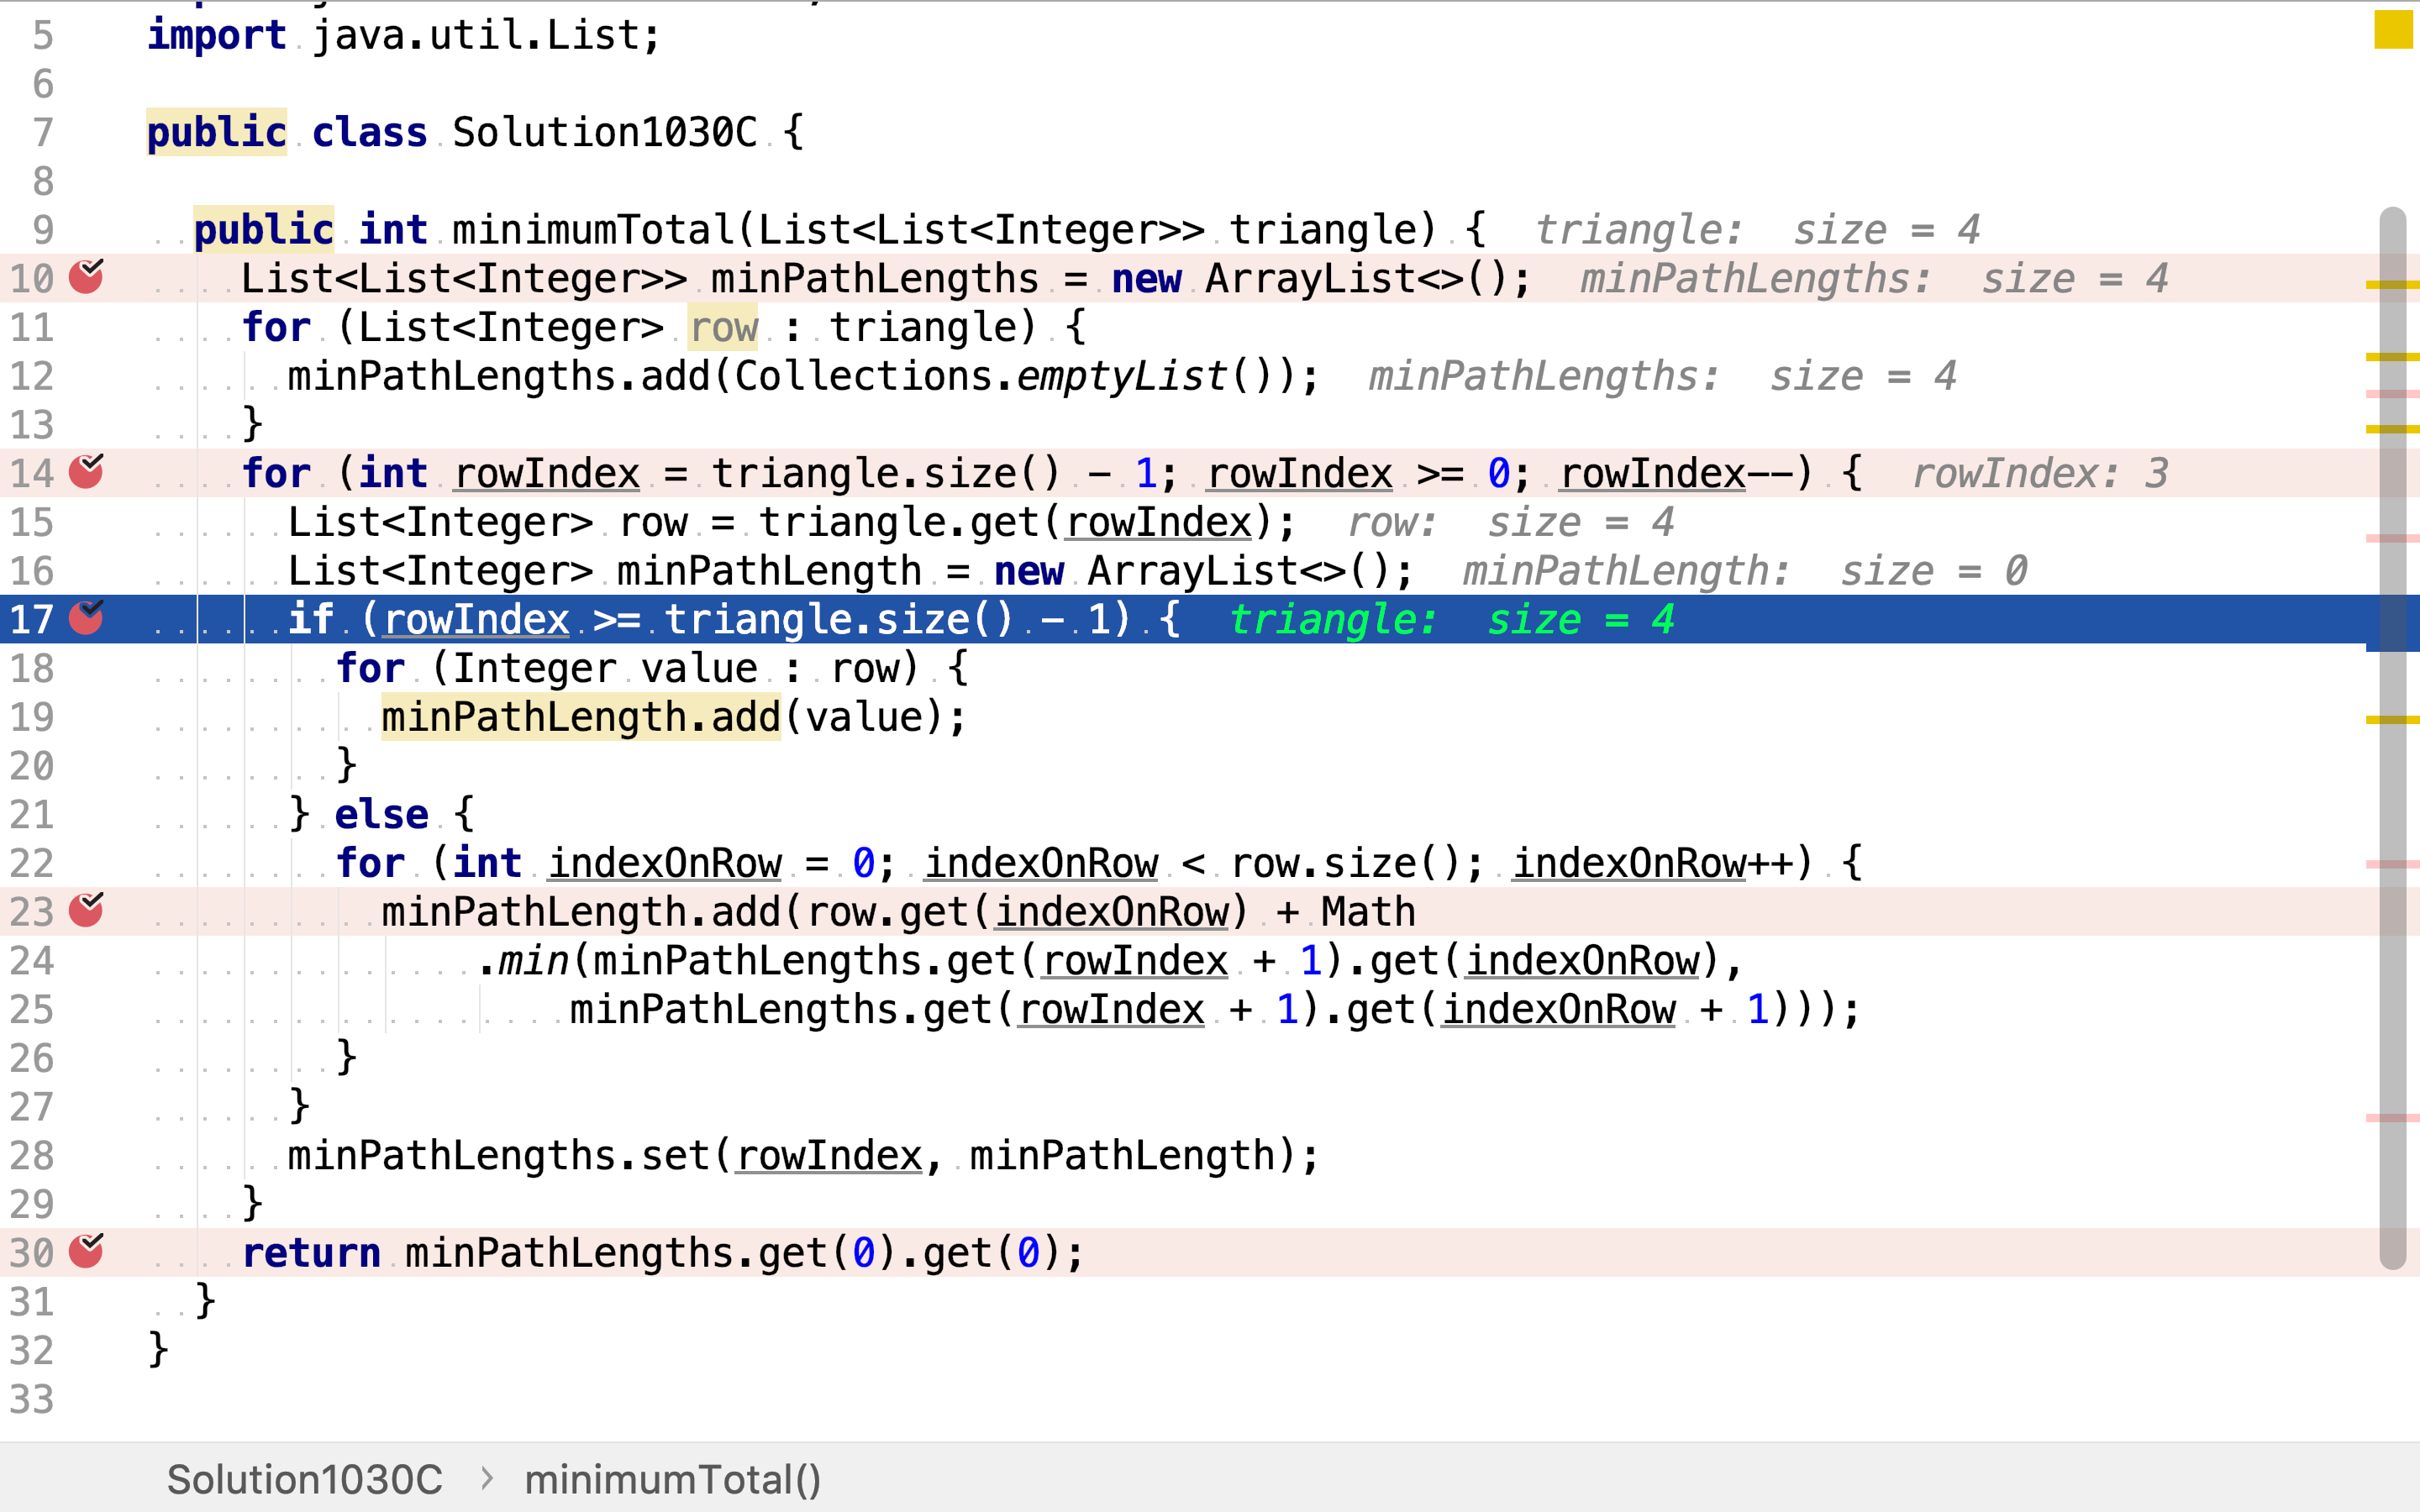 5 import java.util.List;
6
7 public class Solution1030C {
8
9 public int minimumTotal(List<List<Integer>> triangle) { triangle: size = 4
10 List<List<Integer>> minPathLengths = new ArrayList<>(); minPathLengths: size = 4
11 for (List<Integer> row : triangle) {
12 minPathLengths.add(Collections.emptyList()); minPathLengths: size = 4
13 }
14 for (int rowIndex = triangle.size() - 1; rowIndex >= 0; rowIndex--) { rowIndex: 3
15 List<Integer> row = triangle.get(rowIndex); row: size = 4
16 List<Integer> minPathLength = new ArrayList<>(); minPathLength: size = 0
17 if (rowIndex >= triangle.size() - 1) { triangle: size = 4
18 for (Integer value : row) {
19 minPathLength.add(value);
20 }
21 } else {
22 for (int indexOnRow = 0; indexOnRow < row.size(); indexOnRow++) {
23 minPathLength.add(row.get(indexOnRow) + Math
24 .min(minPathLengths.get(rowIndex + 1).get(indexOnRow),
25 minPathLengths.get(rowIndex + 1).get(indexOnRow + 1)));
26 }
27 }
28 minPathLengths.set(rowIndex, minPathLength);
29 }
30 return minPathLengths.get(0).get(0);
31 }
32 }
33
Solution1030C › minimumTotal()